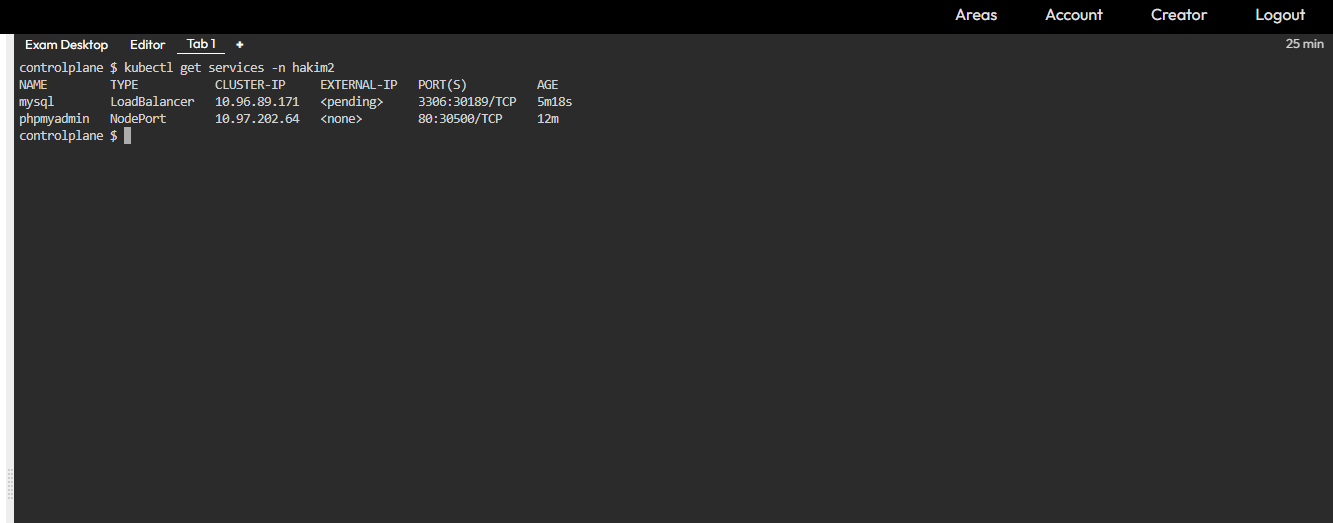 Areas Account Creator Logout
Exam Desktop Editor Tab 1 + 25 min
controlplane $ kubectl get services -n hakim2
NAME TYPE CLUSTER-IP EXTERNAL-IP PORT(S) AGE
mysql LoadBalancer 10.96.89.171 <pending> 3306:30189/TCP 5m18s
phpmyadmin NodePort 10.97.202.64 <none> 80:30500/TCP 12m
controlplane $